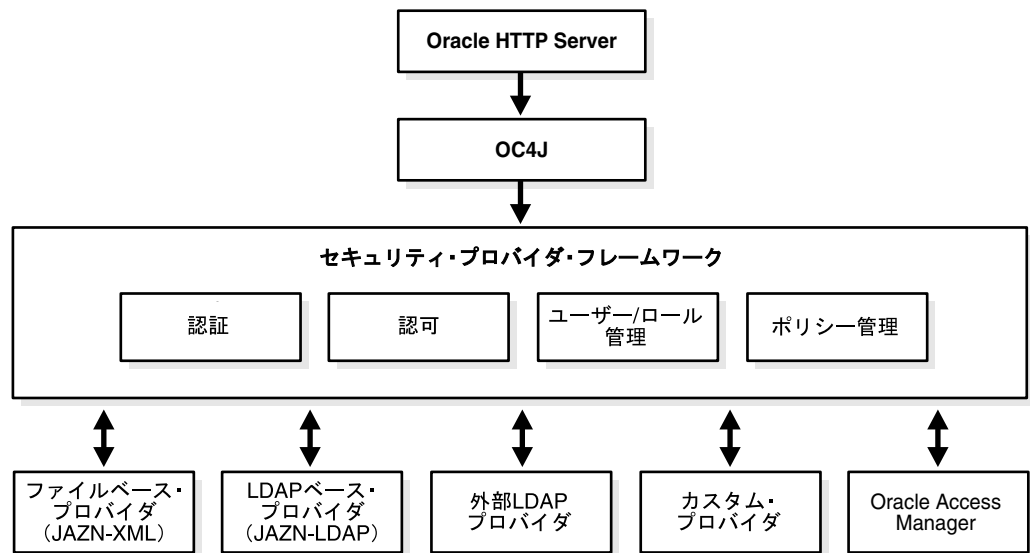 Oracle HTTP Server
OC4J
セキュリティ・プロバイダ・フレームワーク
認証
認可
ユーザー/ロール
管理
ポリシー管理
ファイルベース・
プロバイダ
(JAZN-XML)
LDAPベース・
プロバイダ
(JAZN-LDAP)
外部LDAP
プロバイダ
カスタム・
プロバイダ
Oracle Access
Manager